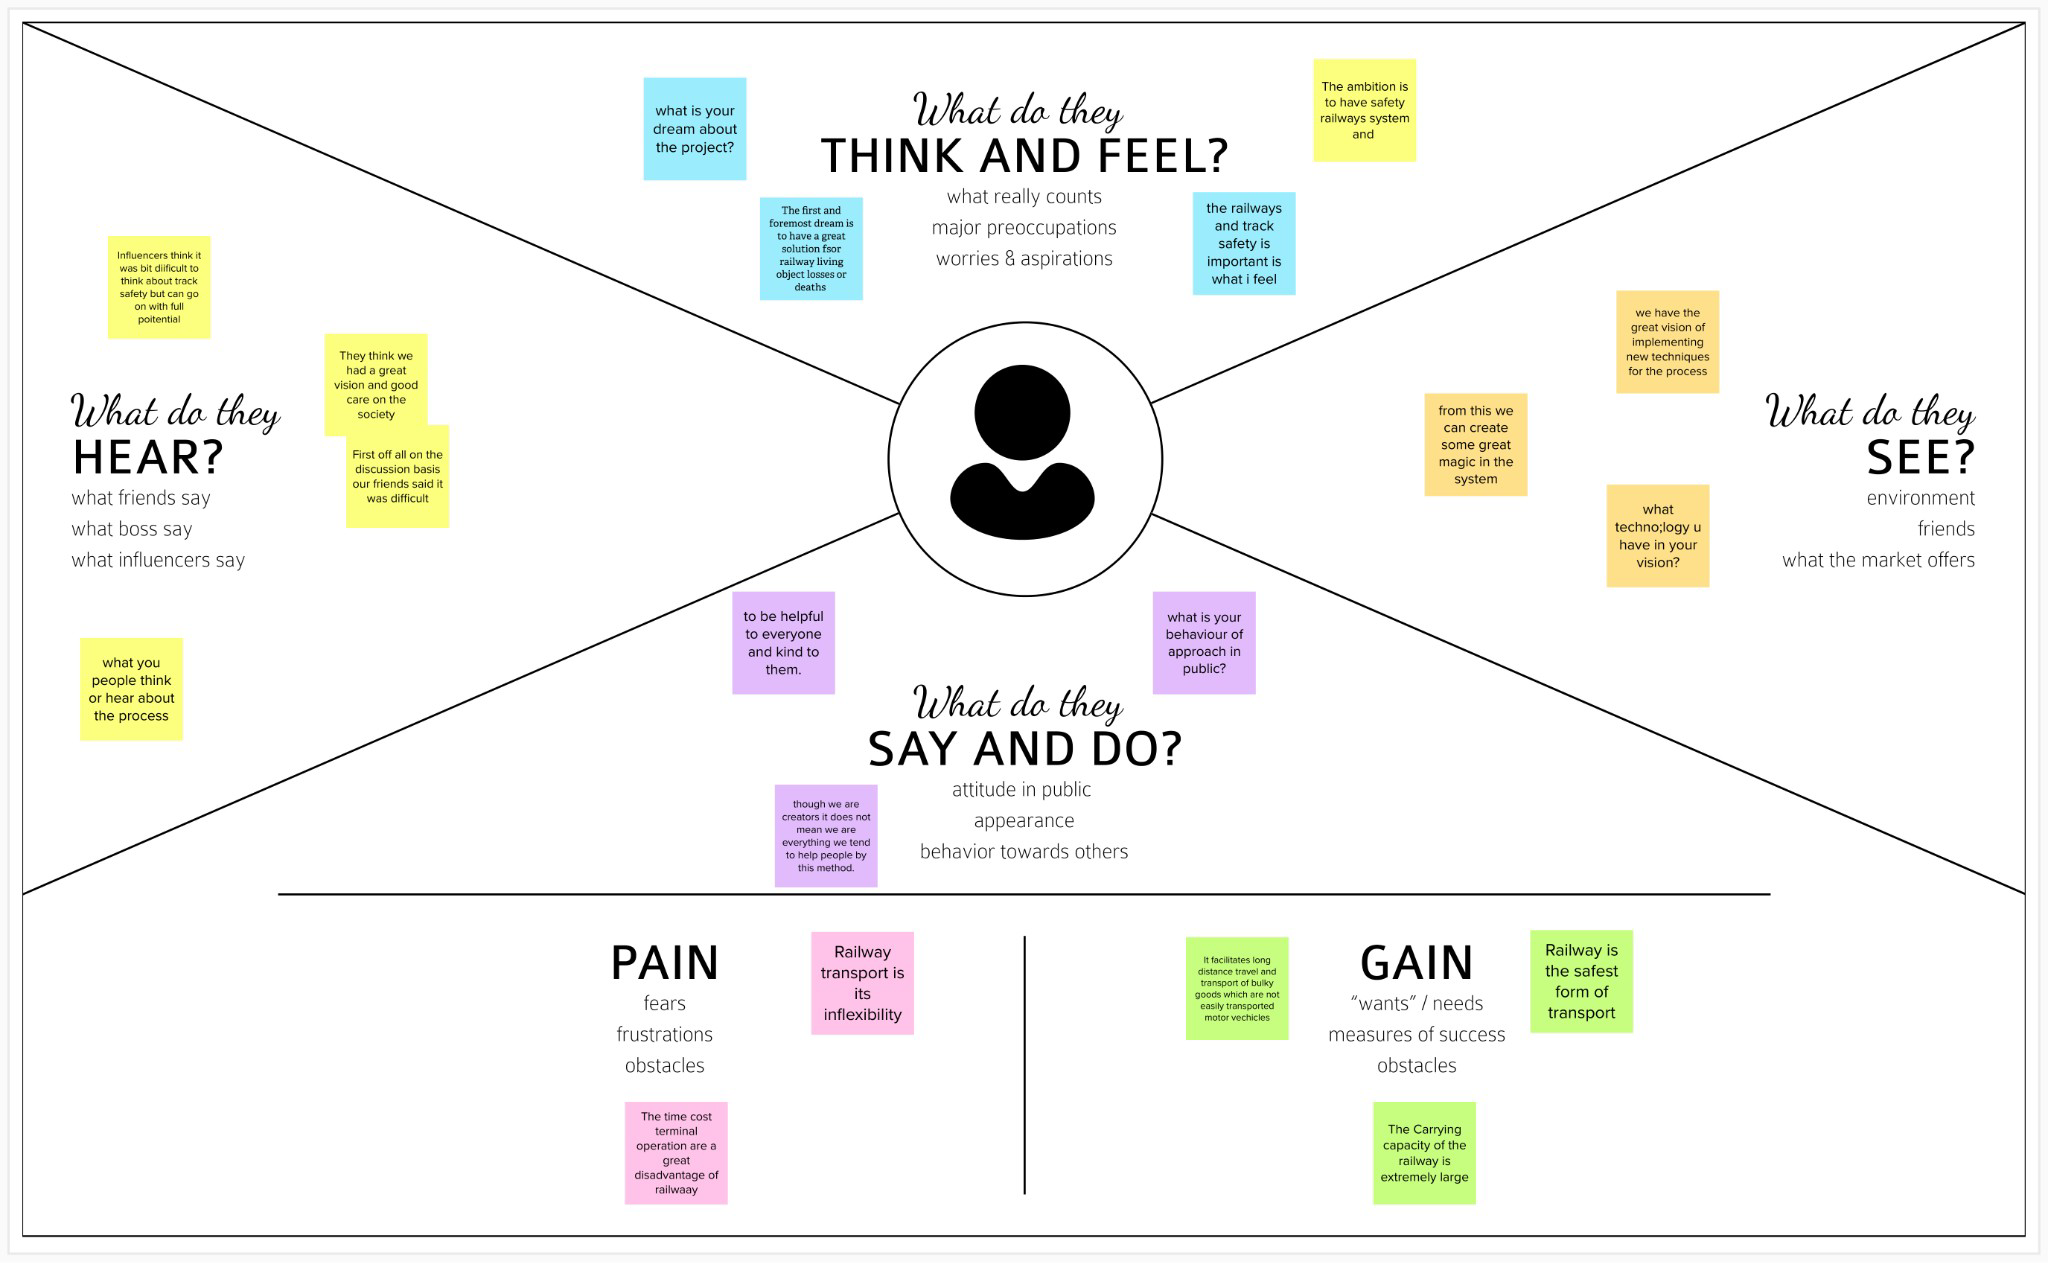 what is your
dream about
the project?
What do they
THINK AND FEEL?
what really counts
major preoccupations
worries & aspirations
The first and
foremost dream is
to have a great
solution fsor
railway living
object losses or
deaths
The ambition is
to have safety
railways system
and
the railways
and track
safety is
important is
what i feel
Influencers think it
was bit diificult to
think about track
safety but can go
on with full
poitential
They think we
had a great
vision and good
care on the
society
First off all on the
discussion basis
our friends said it
was difficult
What do they
HEAR?
what friends say
what boss say
what influencers say
what you
people think
or hear about
the process
we have the
great vision of
implementing
new techniques
for the process
from this we
can create
some great
magic in the
system
What do they
SEE?
environment
friends
what the market offers
what
techno;logy u
have in your
vision?
to be helpful
to everyone
and kind to
them.
what is your
behaviour of
approach in
public?
What do they
SAY AND DO?
attitude in public
appearance
behavior towards others
though we are
creators it does not
mean we are
everything we tend
to help people by
this method.
PAIN
fears
frustrations
obstacles
Railway
transport is
its
inflexibility
The time cost
terminal
operation are a
great
disadvantage of
railwaay
It facilitates long
distance travel and
transport of bulky
goods which are not
easily transported
motor vechicles
GAIN
“wants” / needs
measures of success
obstacles
Railway is
the safest
form of
transport
The Carrying
capacity of the
railway is
extremely large